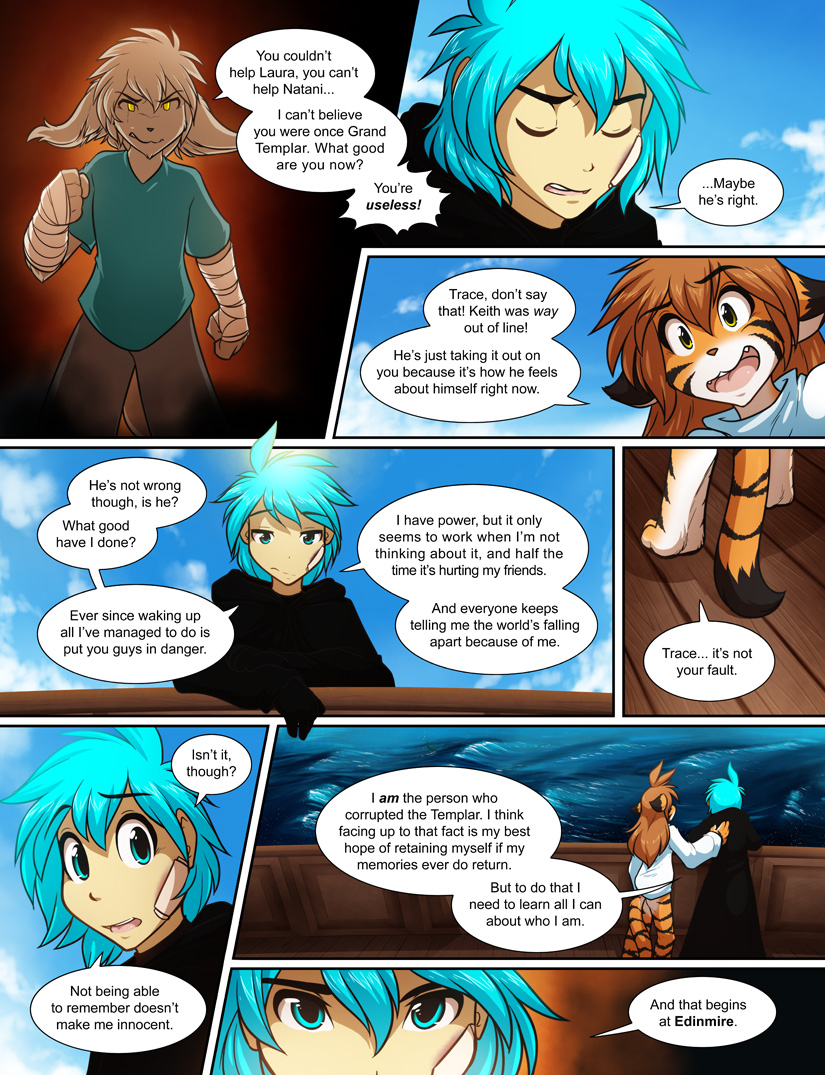 You couldn't
help Laura, you can't
help Natani...
I can't believe
you were once Grand
Templar. What good
are you now?
You're
useless!
...Maybe
he's right.
Trace, don't say
that! Keith was way
out of line!
He's just taking it out on
you because it's how he feels
about himself right now.
He's not wrong
though, is he?
What good
have I done?
Ever since waking up
all I've managed to do is
put you guys in danger.
I have power, but it only
seems to work when I'm not
thinking about it, and half the
time it's hurting my friends.
And everyone keeps
telling me the world's falling
apart because of me.
Trace... it's not
your fault.
Isn't it,
though?
Not being able
to remember doesn't
make me innocent.
I am the person who
corrupted the Templar. I think
facing up to that fact is my best
hope of retaining myself if my
memories ever do return.
But to do that I
need to learn all I can
about who I am.
And that begins
at Edinmire.